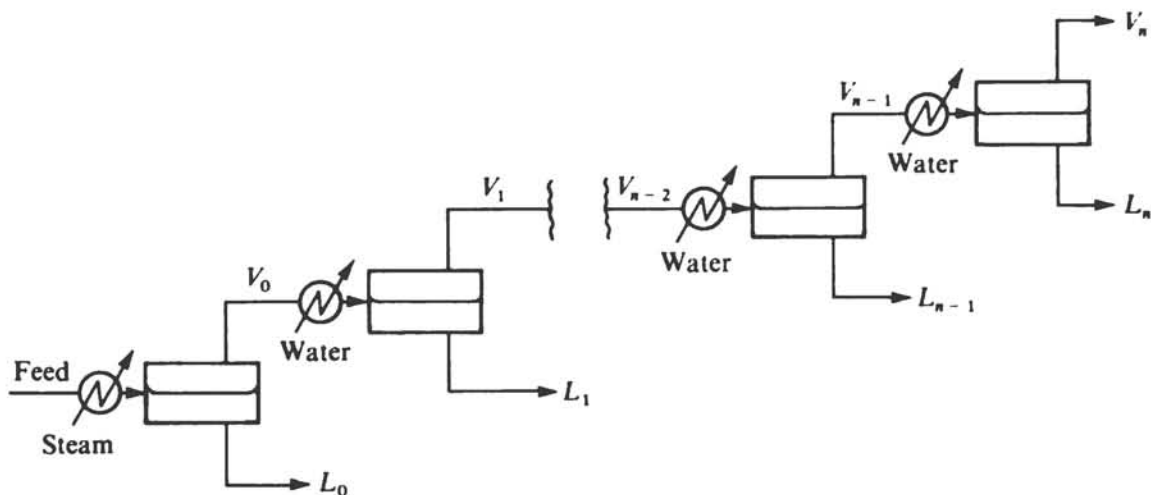 Feed
Steam
V₀
L₀
Water
V₁
L₁
Vₙ₋₂
Water
Lₙ₋₁
Vₙ₋₁
Water
Vₙ
Lₙ